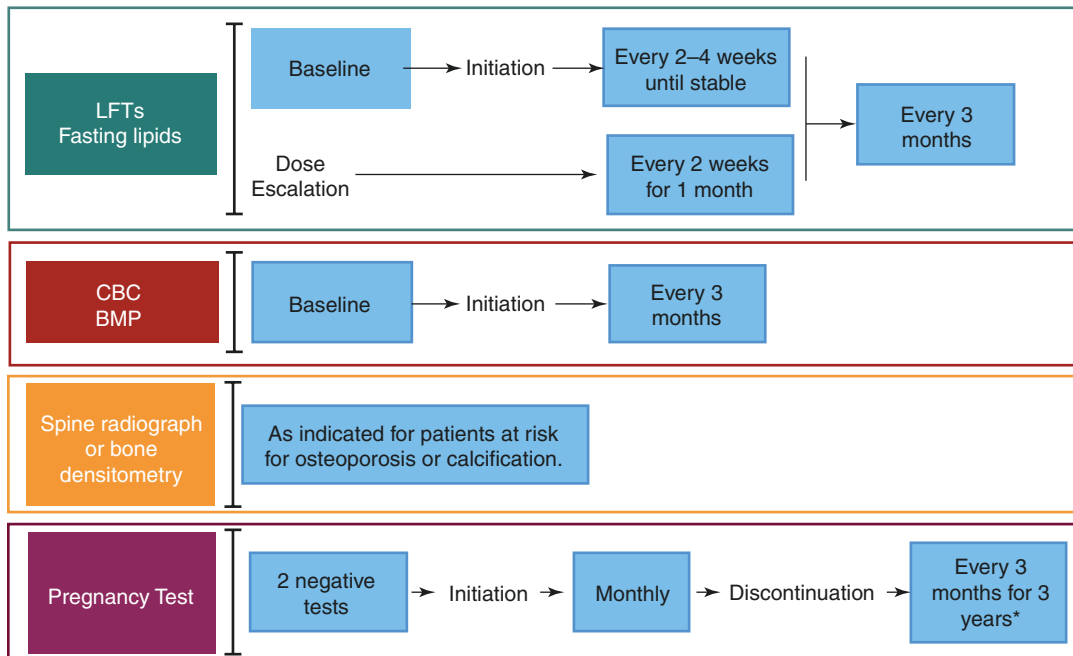 LFTs
Fasting lipids
Baseline
Initiation
Every 2–4 weeks
until stable
Dose
Escalation
Every 2 weeks
for 1 month
Every 3
months
CBC
BMP
Baseline
Initiation
Every 3
months
Spine radiograph
or bone
densitometry
As indicated for patients at risk
for osteoporosis or calcification.
Pregnancy Test
2 negative
tests
Initiation
Monthly
Discontinuation
Every 3
months for 3
years*